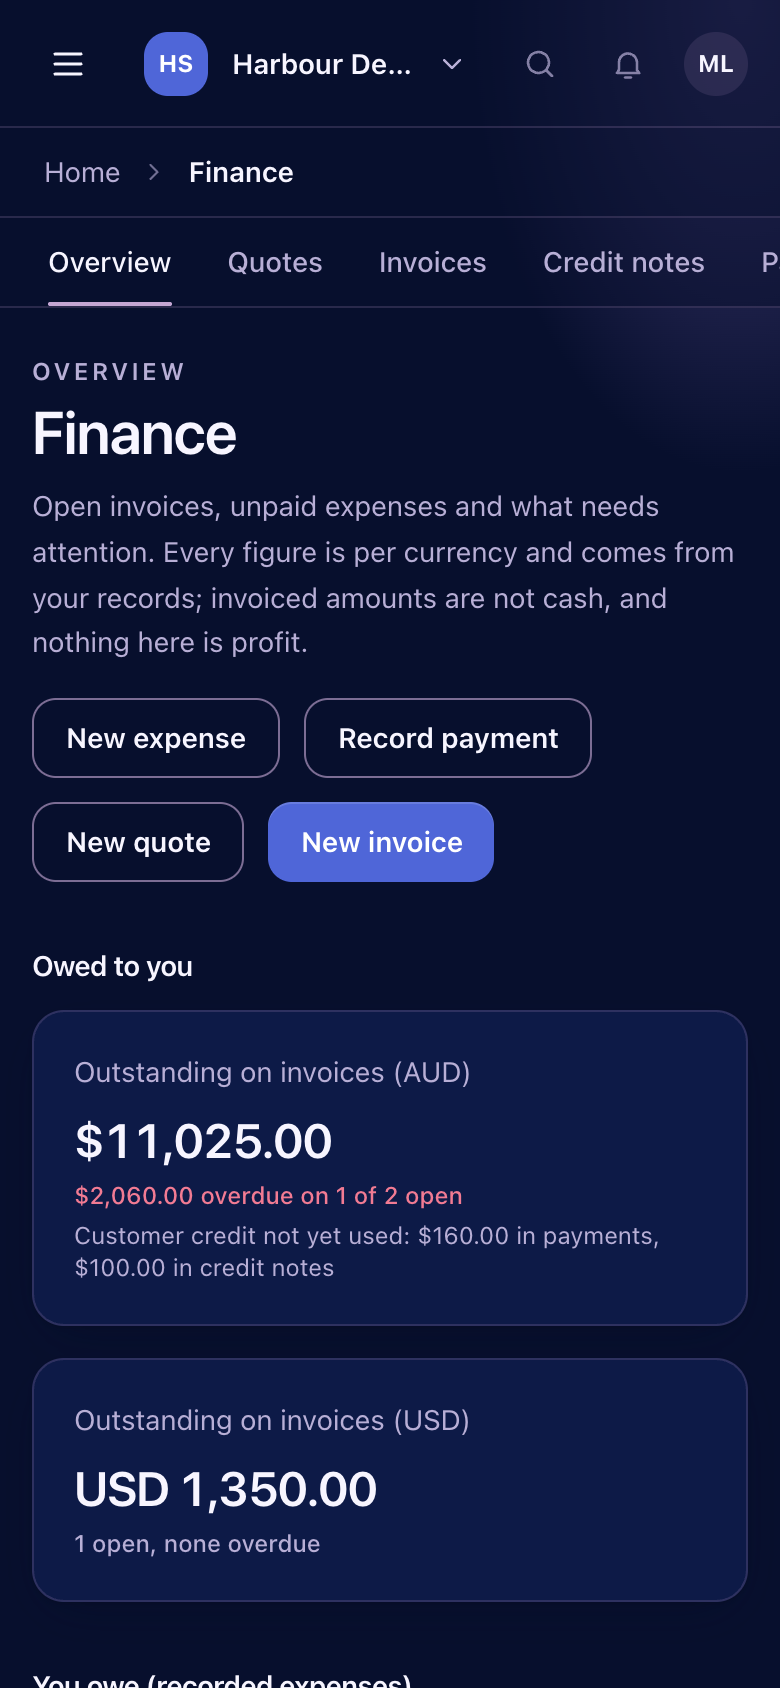 HS Harbour De... ML
Home Finance
Overview Quotes Invoices Credit notes
OVERVIEW
Finance
Open invoices, unpaid expenses and what needs
attention. Every figure is per currency and comes from
your records; invoiced amounts are not cash, and
nothing here is profit.
New expense Record payment
New quote New invoice
Owed to you
Outstanding on invoices (AUD)
$11,025.00
$2,060.00 overdue on 1 of 2 open
Customer credit not yet used: $160.00 in payments,
$100.00 in credit notes
Outstanding on invoices (USD)
USD 1,350.00
1 open, none overdue
You owe (recorded expenses)